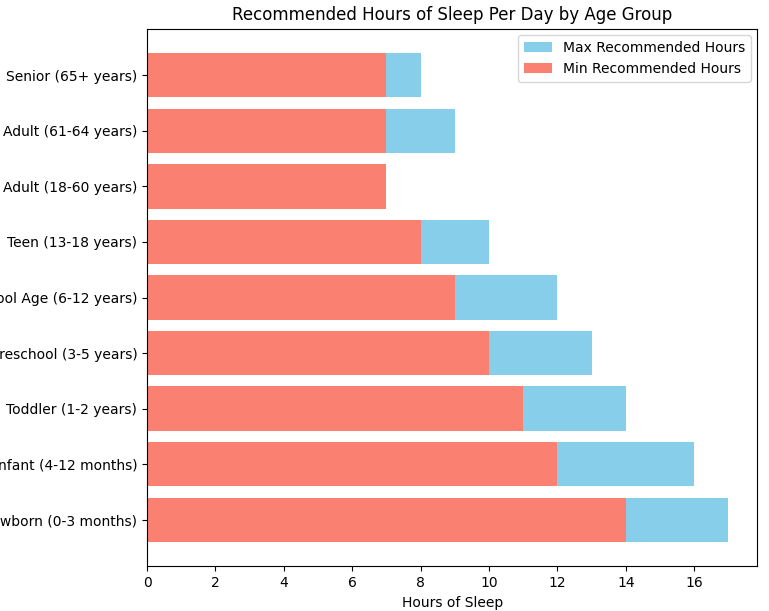 Recommended Hours of Sleep Per Day by Age Group
Max Recommended Hours
Min Recommended Hours
Senior (65+ years)
Adult (61-64 years)
Adult (18-60 years)
Teen (13-18 years)
ool Age (6-12 years)
reschool (3-5 years)
Toddler (1-2 years)
nfant (4-12 months)
wborn (0-3 months)
0 2 4 6 8 10 12 14 16
Hours of Sleep